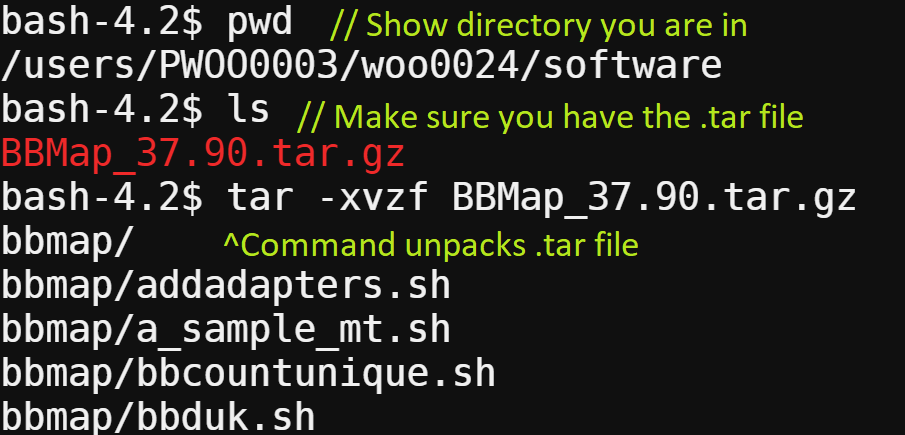 bash-4.2$ pwd // Show directory you are in
/users/PWOO0003/woo0024/software
bash-4.2$ ls // Make sure you have the .tar file
BBMap_37.90.tar.gz
bash-4.2$ tar -xvzf BBMap_37.90.tar.gz
bbmap/ ^Command unpacks .tar file
bbmap/addadapters.sh
bbmap/a_sample_mt.sh
bbmap/bbcountunique.sh
bbmap/bbduk.sh